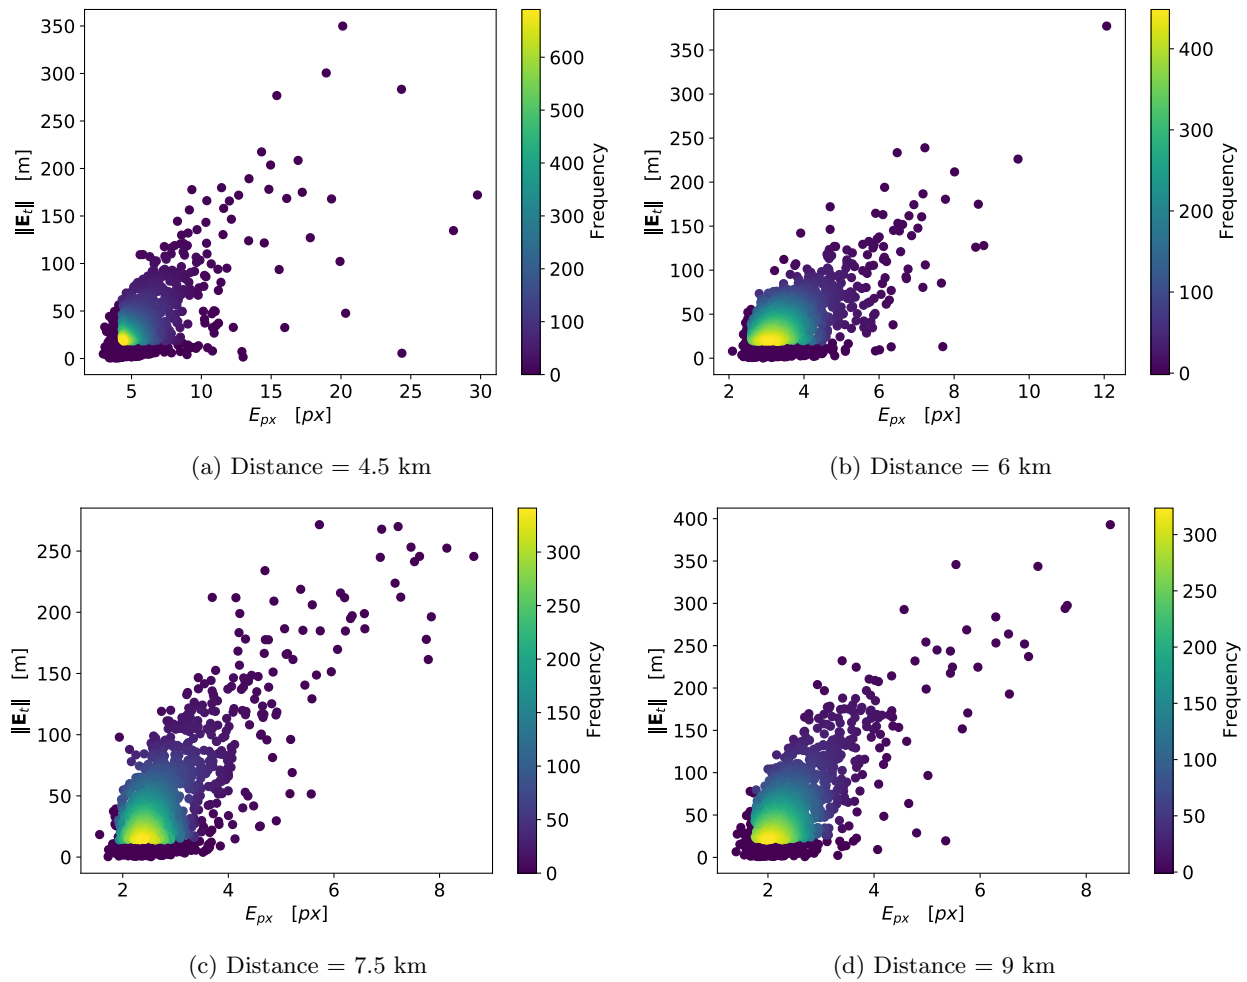 350
300
250
200
150
100
50
0
5 10 15 20 25 30
‖E_t‖ [m]
E_px [px]
600
500
400
300
200
100
0
Frequency
(a) Distance = 4.5 km
350
300
250
200
150
100
50
0
2 4 6 8 10 12
‖E_t‖ [m]
E_px [px]
400
300
200
100
0
Frequency
(b) Distance = 6 km
250
200
150
100
50
0
2 4 6 8
‖E_t‖ [m]
E_px [px]
300
250
200
150
100
50
0
Frequency
(c) Distance = 7.5 km
400
350
300
250
200
150
100
50
0
2 4 6 8
‖E_t‖ [m]
E_px [px]
300
250
200
150
100
50
0
Frequency
(d) Distance = 9 km